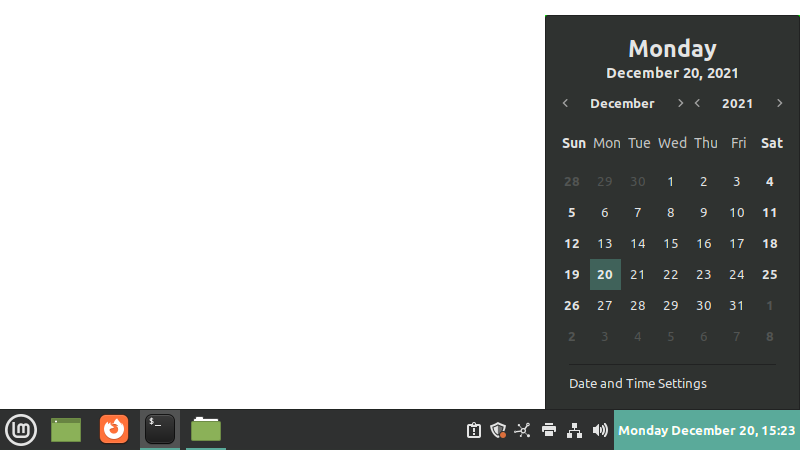 Monday
December 20, 2021
December 2021
Sun Mon Tue Wed Thu Fri Sat
28 29 30 1 2 3 4
5 6 7 8 9 10 11
12 13 14 15 16 17 18
19 20 21 22 23 24 25
26 27 28 29 30 31 1
2 3 4 5 6 7 8
Date and Time Settings
lm $_ Monday December 20, 15:23